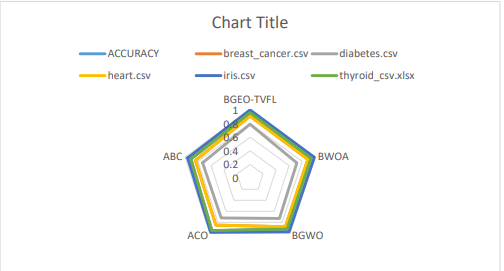 Chart Title
ACCURACY breast_cancer.csv diabetes.csv
heart.csv iris.csv thyroid_csv.xlsx
BGEO-TVFL
1
0.8
0.6
0.4
0.2
0
ABC BWOA
ACO BGWO